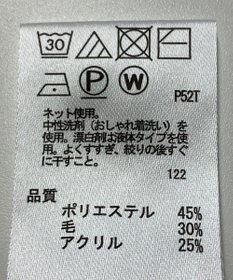 30
P W P52T
ネット使用。
中性洗剤(おしゃれ着洗い)を
使用。漂白剤は液体タイプを使
用。よくすすぎ、絞りの後すぐ
に干すこと。
122
品質
ポリエステル 45%
毛 30%
アクリル 25%